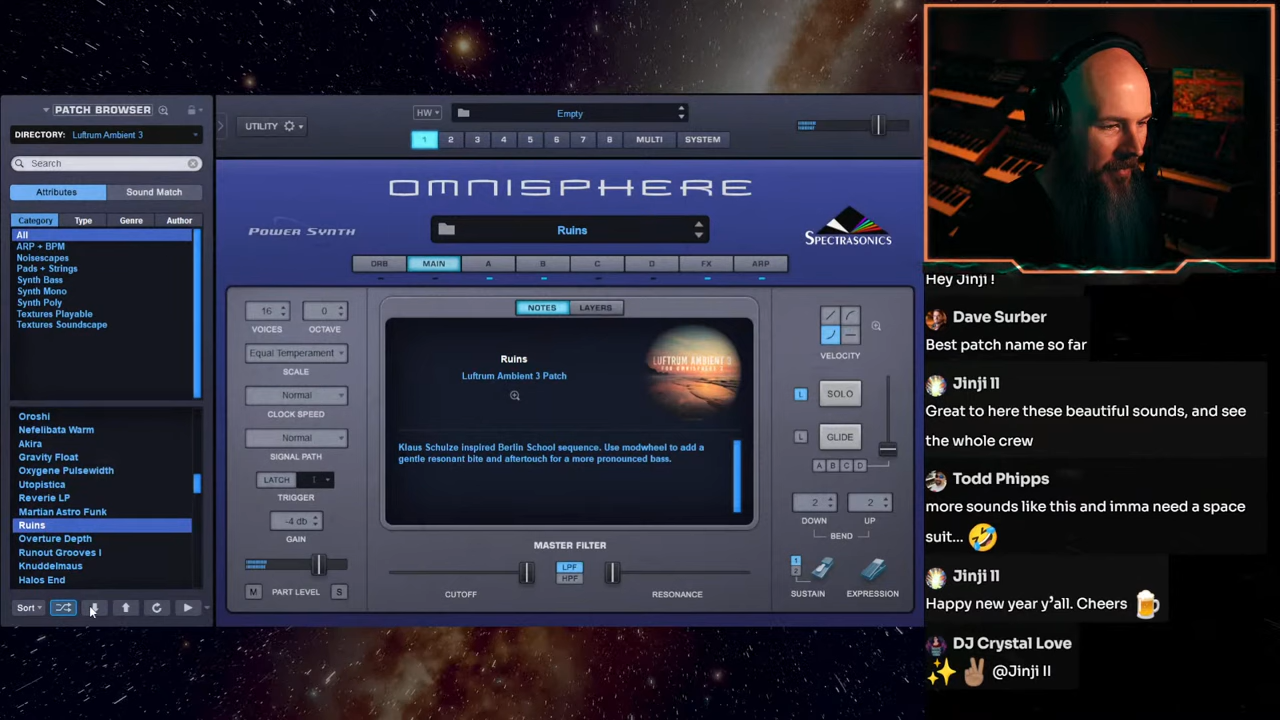 PATCH BROWSER
DIRECTORY: Luftrum Ambient 3
Search
Attributes
Sound Match
Category
Type
Genre
Author
All
ARP + BPM
Noisescapes
Pads + Strings
Synth Bass
Synth Mono
Synth Poly
Textures Playable
Textures Soundscape
Oroshi
Nefelibata Warm
Akira
Gravity Float
Oxygene Pulsewidth
Utopistica
Reverie LP
Martian Astro Funk
Ruins
Overture Depth
Runout Grooves I
Knuddelmaus
Halos End
Sort
UTILITY
HW
Empty
1
2
3
4
5
6
7
8
MULTI
SYSTEM
OMNISPHERE
POWER SYNTH
Ruins
SPECTRASONICS
ORB
MAIN
A
B
C
D
FX
ARP
16
0
VOICES
OCTAVE
Equal Temperament
SCALE
Normal
CLOCK SPEED
Normal
SIGNAL PATH
LATCH
TRIGGER
-4 db
GAIN
M
PART LEVEL
S
NOTES
LAYERS
Ruins
Luftrum Ambient 3 Patch
LUFTRUM AMBIENT 3
Klaus Schulze inspired Berlin School sequence. Use modwheel to add a
gentle resonant bite and aftertouch for a more pronounced bass.
MASTER FILTER
LPF
HPF
CUTOFF
RESONANCE
VELOCITY
L
SOLO
L
GLIDE
A
B
C
D
2
2
DOWN
UP
BEND
1
2
SUSTAIN
EXPRESSION
Hey Jinji !
Dave Surber
Best patch name so far
Jinji II
Great to here these beautiful sounds, and see
the whole crew
Todd Phipps
more sounds like this and imma need a space
suit... 🤣
Jinji II
Happy new year y'all. Cheers 🍺
DJ Crystal Love
✨✌🏽@Jinji II